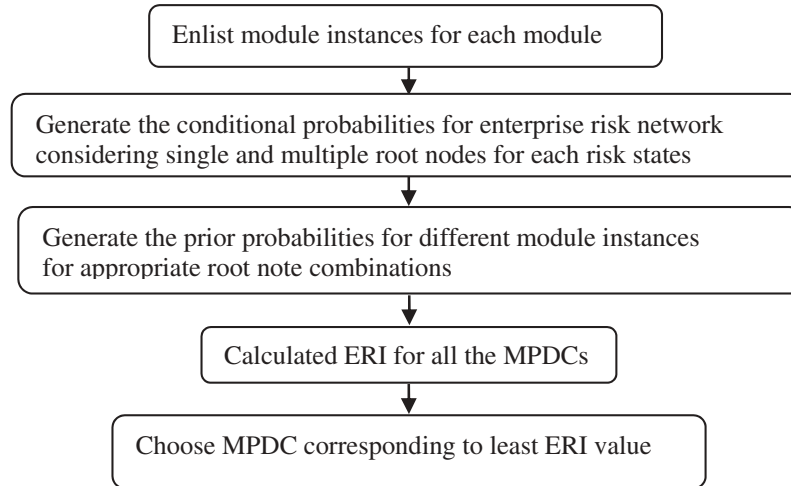 Enlist module instances for each module
Generate the conditional probabilities for enterprise risk network
considering single and multiple root nodes for each risk states
Generate the prior probabilities for different module instances
for appropriate root note combinations
Calculated ERI for all the MPDCs
Choose MPDC corresponding to least ERI value